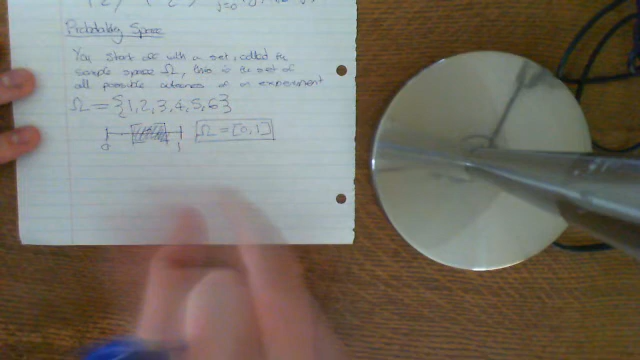 Probability Space
You start off with a set, called the
sample space Ω, this is the set of
all possible outcomes of an experiment
Ω = {1,2,3,4,5,6}
0 1 Ω = [0,1]